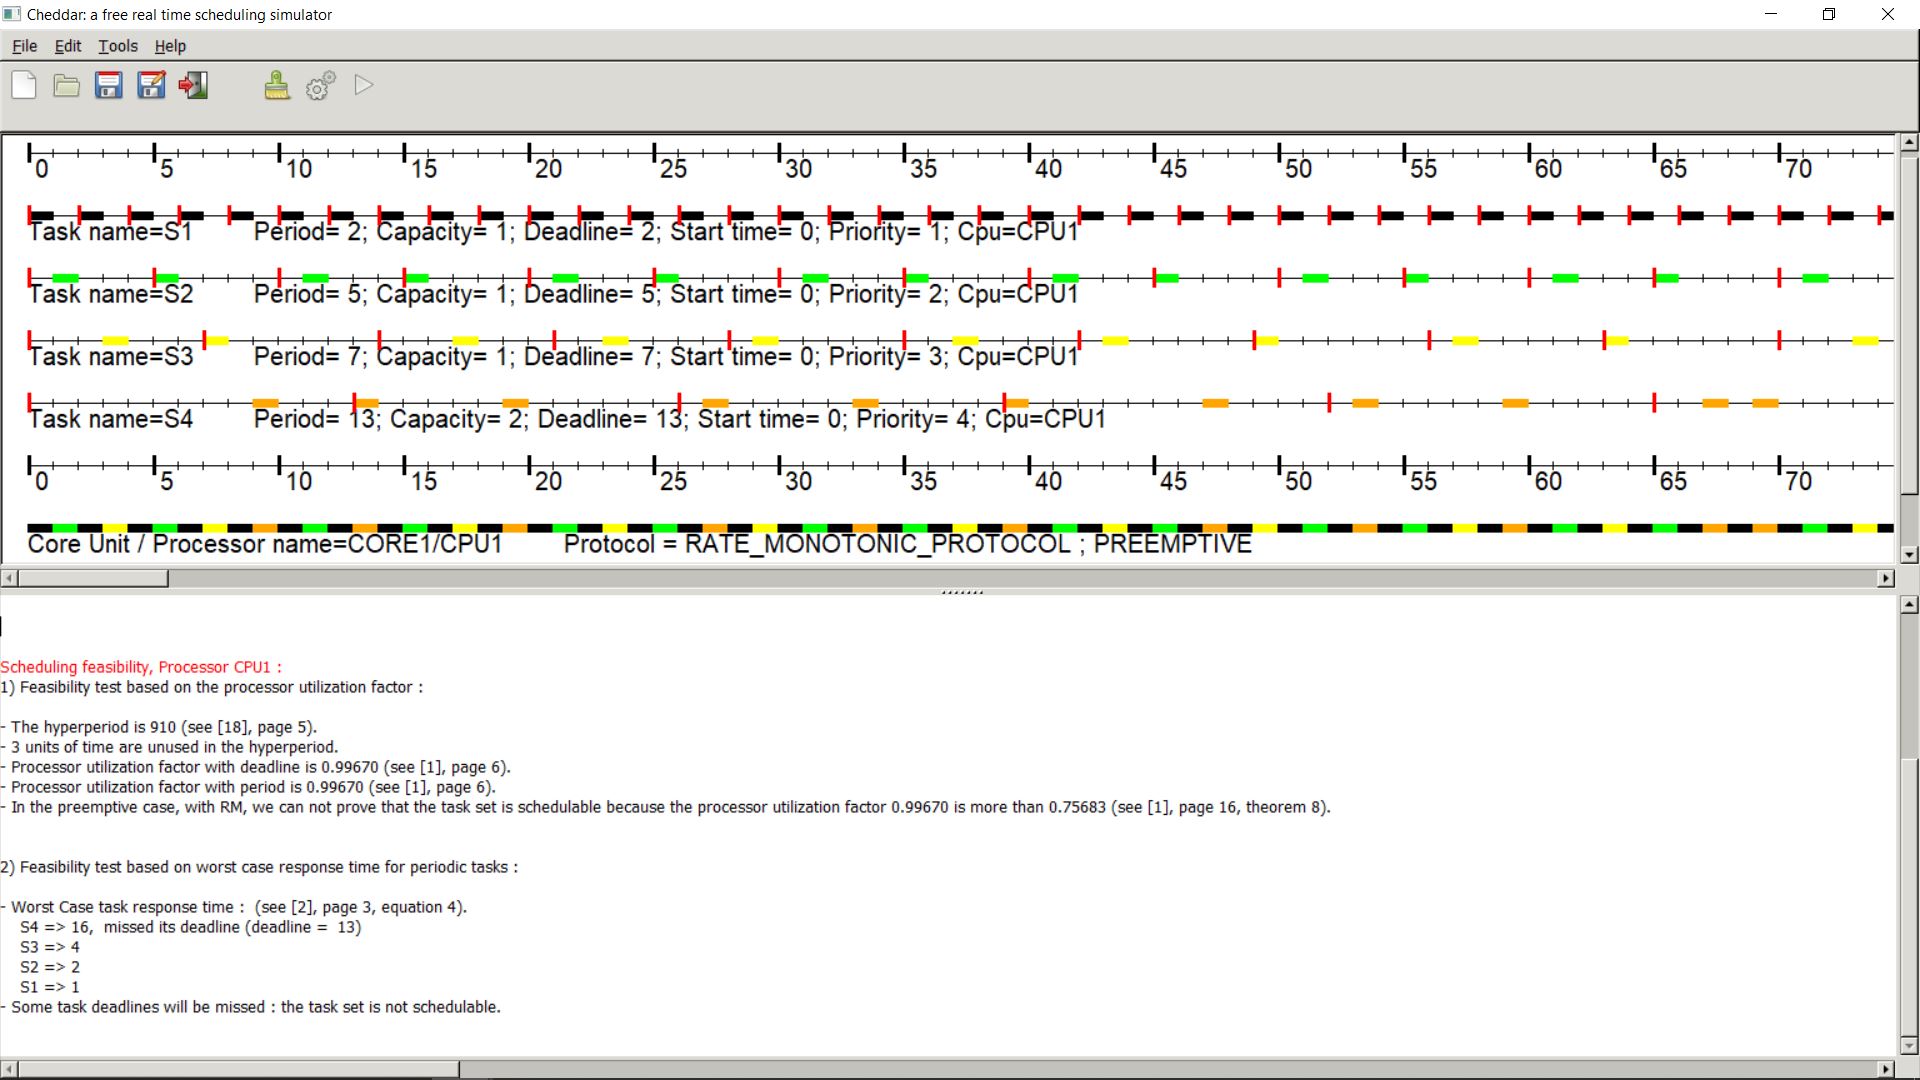 Cheddar: a free real time scheduling simulator
File Edit Tools Help
0 5 10 15 20 25 30 35 40 45 50 55 60 65 70
Task name=S1 Period= 2; Capacity= 1; Deadline= 2; Start time= 0; Priority= 1; Cpu=CPU1
Task name=S2 Period= 5; Capacity= 1; Deadline= 5; Start time= 0; Priority= 2; Cpu=CPU1
Task name=S3 Period= 7; Capacity= 1; Deadline= 7; Start time= 0; Priority= 3; Cpu=CPU1
Task name=S4 Period= 13; Capacity= 2; Deadline= 13; Start time= 0; Priority= 4; Cpu=CPU1
0 5 10 15 20 25 30 35 40 45 50 55 60 65 70
Core Unit / Processor name=CORE1/CPU1 Protocol = RATE_MONOTONIC_PROTOCOL ; PREEMPTIVE
Scheduling feasibility, Processor CPU1 :
1) Feasibility test based on the processor utilization factor :
- The hyperperiod is 910 (see [18], page 5).
- 3 units of time are unused in the hyperperiod.
- Processor utilization factor with deadline is 0.99670 (see [1], page 6).
- Processor utilization factor with period is 0.99670 (see [1], page 6).
- In the preemptive case, with RM, we can not prove that the task set is schedulable because the processor utilization factor 0.99670 is more than 0.75683 (see [1], page 16, theorem 8).
2) Feasibility test based on worst case response time for periodic tasks :
- Worst Case task response time : (see [2], page 3, equation 4).
S4 => 16, missed its deadline (deadline = 13)
S3 => 4
S2 => 2
S1 => 1
- Some task deadlines will be missed : the task set is not schedulable.